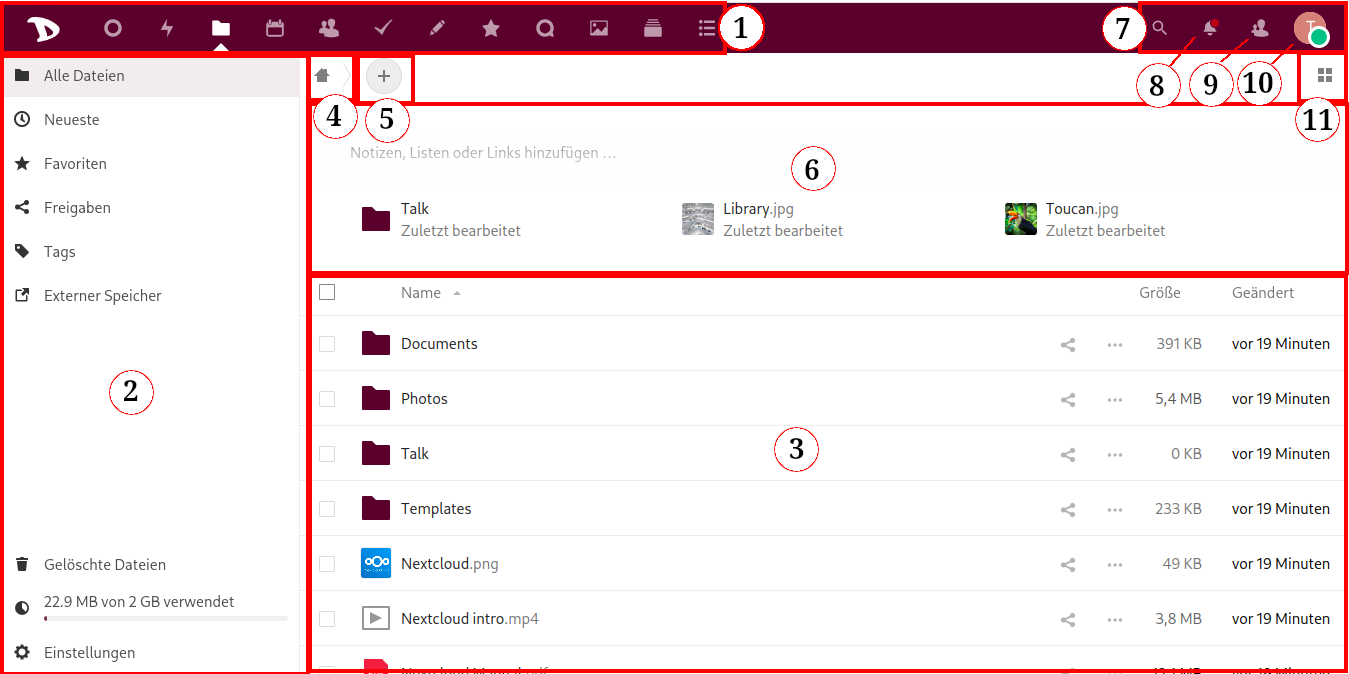 1
7
T
8
9
10
11
Alle Dateien
Neueste
Favoriten
Freigaben
Tags
Externer Speicher
2
Gelöschte Dateien
22.9 MB von 2 GB verwendet
Einstellungen
4
5
Notizen, Listen oder Links hinzufügen …
6
Talk
Zuletzt bearbeitet
Library.jpg
Zuletzt bearbeitet
Toucan.jpg
Zuletzt bearbeitet
Name Größe Geändert
Documents 391 KB vor 19 Minuten
Photos 5,4 MB vor 19 Minuten
3
Talk 0 KB vor 19 Minuten
Templates 233 KB vor 19 Minuten
Nextcloud.png 49 KB vor 19 Minuten
Nextcloud intro.mp4 3,8 MB vor 19 Minuten